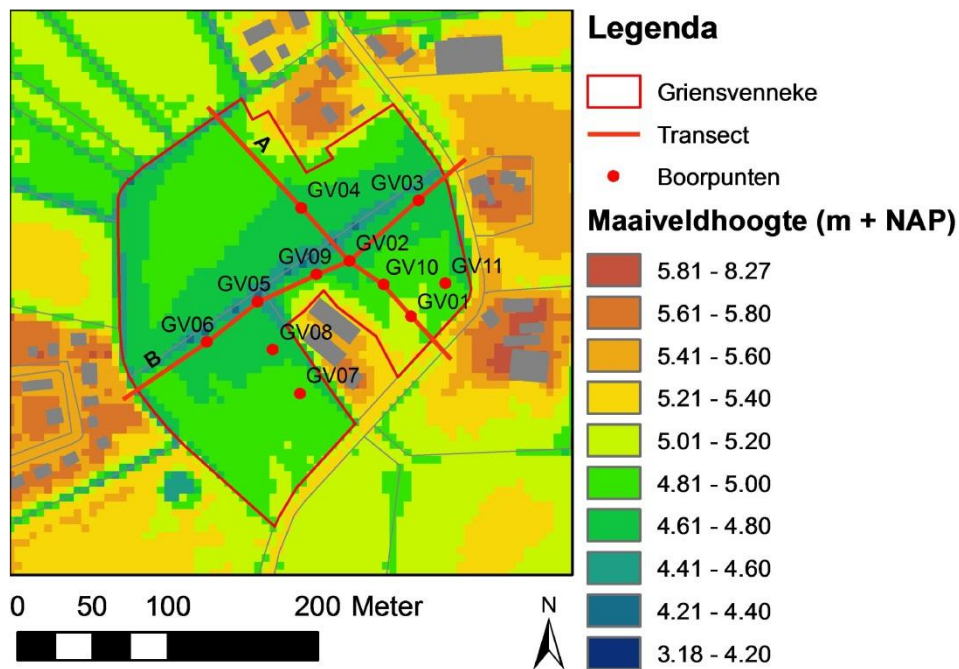 A
GV04
GV03
GV02
GV09
GV10
GV11
GV05
GV01
GV06
GV08
B
GV07
0 50 100 200 Meter
N
Legenda
Griensvenneke
Transect
Boorpunten
Maaiveldhoogte (m + NAP)
5.81 - 8.27
5.61 - 5.80
5.41 - 5.60
5.21 - 5.40
5.01 - 5.20
4.81 - 5.00
4.61 - 4.80
4.41 - 4.60
4.21 - 4.40
3.18 - 4.20